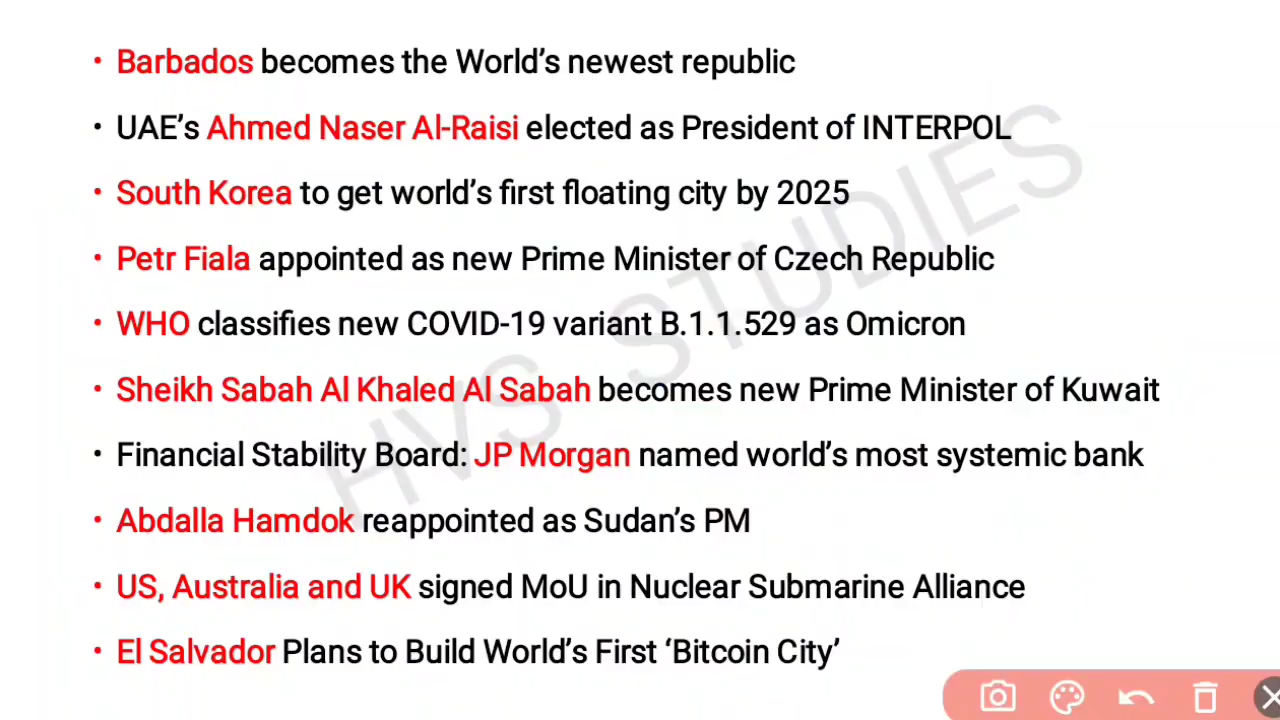 • Barbados becomes the World's newest republic
• UAE's Ahmed Naser Al-Raisi elected as President of INTERPOL
• South Korea to get world's first floating city by 2025
• Petr Fiala appointed as new Prime Minister of Czech Republic
• WHO classifies new COVID-19 variant B.1.1.529 as Omicron
• Sheikh Sabah Al Khaled Al Sabah becomes new Prime Minister of Kuwait
• Financial Stability Board: JP Morgan named world's most systemic bank
• Abdalla Hamdok reappointed as Sudan's PM
• US, Australia and UK signed MoU in Nuclear Submarine Alliance
• El Salvador Plans to Build World's First ‘Bitcoin City’
HVS STUDIES